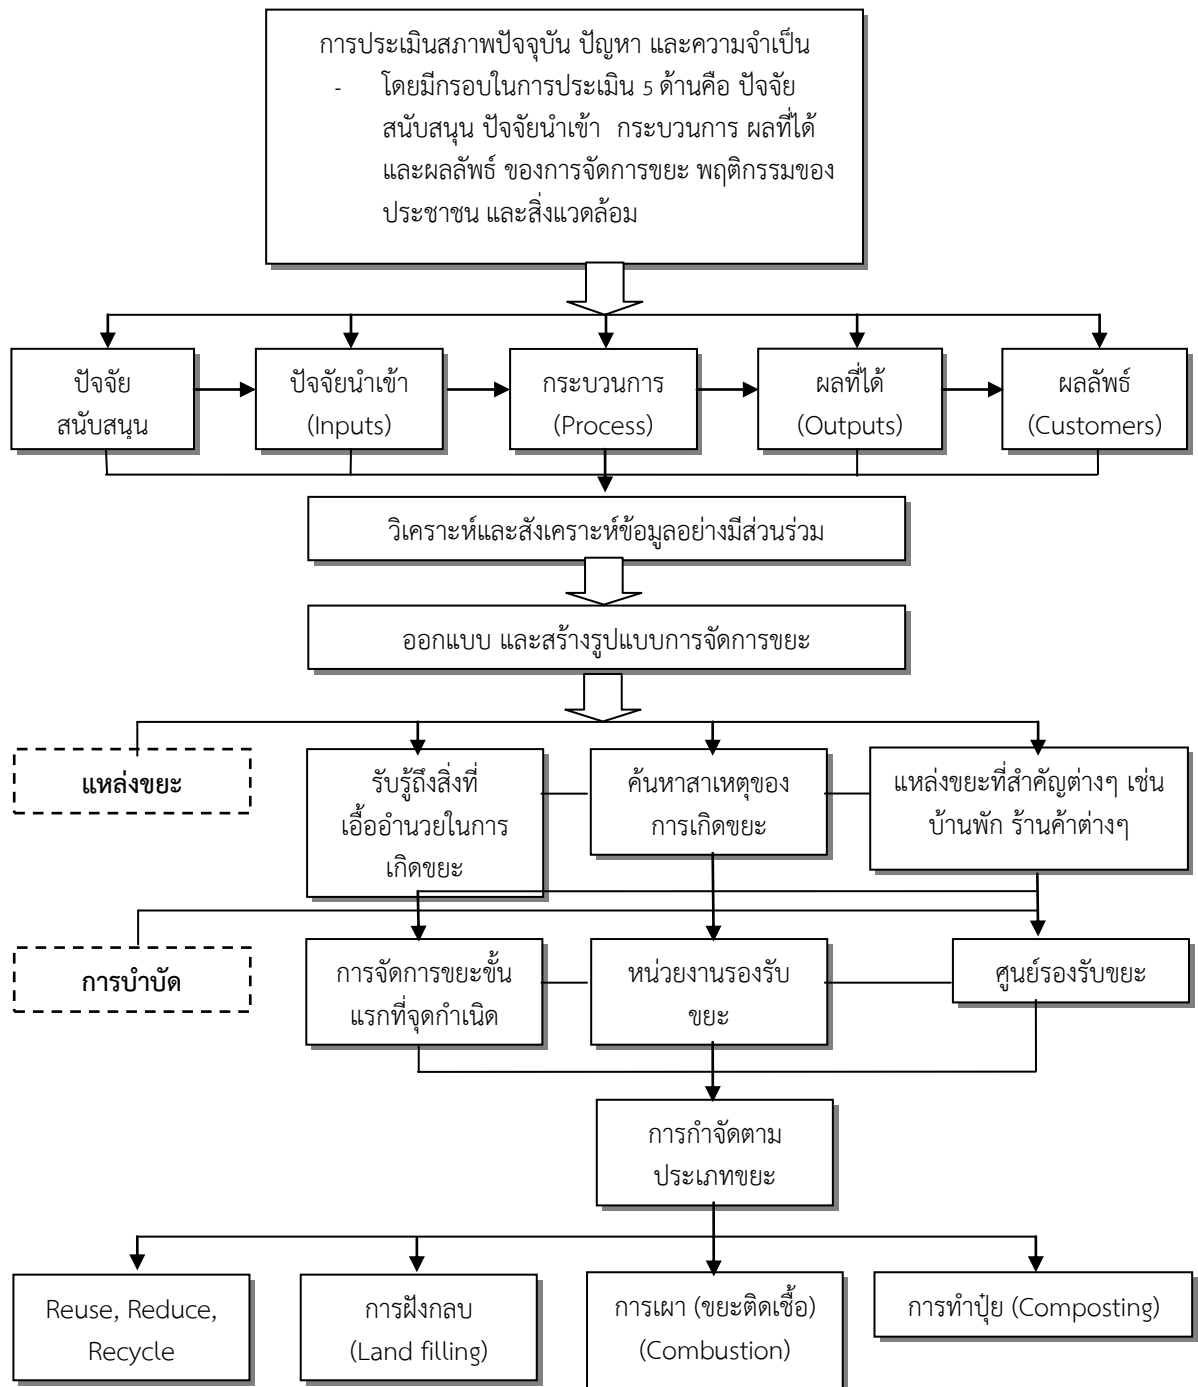 การประเมินสภาพปัจจุบัน ปัญหา และความจำเป็น
- โดยมีกรอบในการประเมิน 5 ด้านคือ ปัจจัย
สนับสนุน ปัจจัยนำเข้า กระบวนการ ผลที่ได้
และผลลัพธ์ ของการจัดการขยะ พฤติกรรมของ
ประชาชน และสิ่งแวดล้อม
ปัจจัย
สนับสนุน
ปัจจัยนำเข้า
(Inputs)
กระบวนการ
(Process)
ผลที่ได้
(Outputs)
ผลลัพธ์
(Customers)
วิเคราะห์และสังเคราะห์ข้อมูลอย่างมีส่วนร่วม
ออกแบบ และสร้างรูปแบบการจัดการขยะ
แหล่งขยะ
รับรู้ถึงสิ่งที่
เอื้ออำนวยในการ
เกิดขยะ
ค้นหาสาเหตุของ
การเกิดขยะ
แหล่งขยะที่สำคัญต่างๆ เช่น
บ้านพัก ร้านค้าต่างๆ
การบำบัด
การจัดการขยะขั้น
แรกที่จุดกำเนิด
หน่วยงานรองรับ
ขยะ
ศูนย์รองรับขยะ
การกำจัดตาม
ประเภทขยะ
Reuse, Reduce,
Recycle
การฝังกลบ
(Land filling)
การเผา (ขยะติดเชื้อ)
(Combustion)
การทำปุ๋ย (Composting)